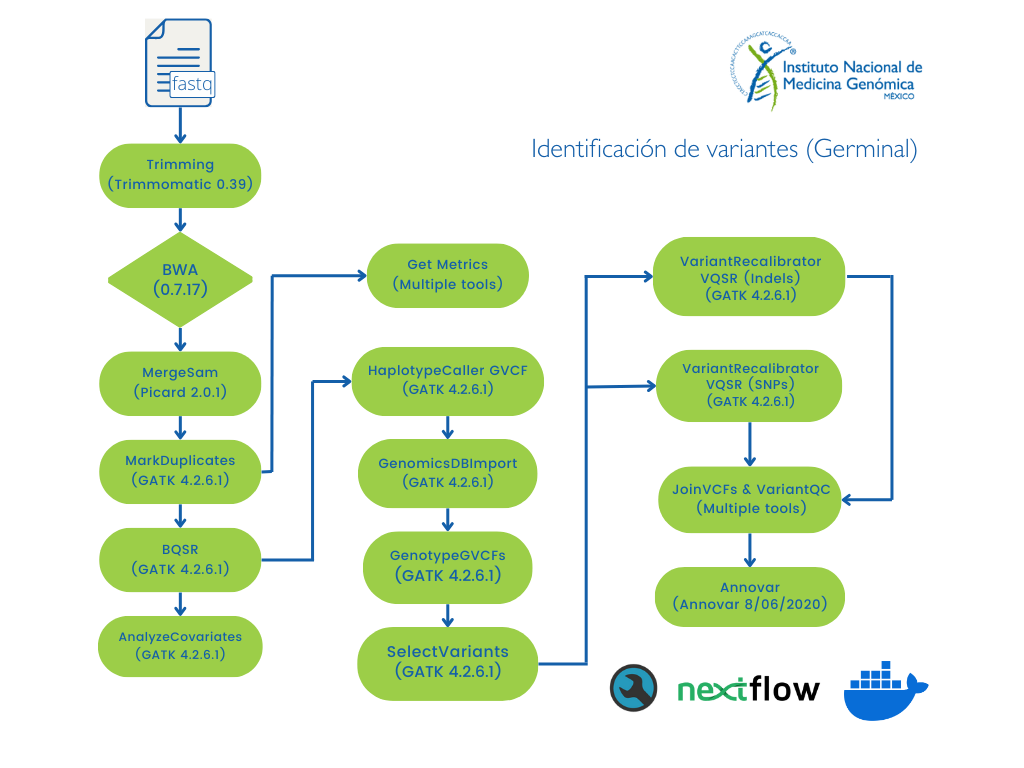 fastq
Instituto Nacional de
Medicina Genómica
MÉXICO
Identificación de variantes (Germinal)
Trimming
(Trimmomatic 0.39)
BWA
(0.7.17)
MergeSam
(Picard 2.0.1)
MarkDuplicates
(GATK 4.2.6.1)
BQSR
(GATK 4.2.6.1)
AnalyzeCovariates
(GATK 4.2.6.1)
Get Metrics
(Multiple tools)
HaplotypeCaller GVCF
(GATK 4.2.6.1)
GenomicsDBImport
(GATK 4.2.6.1)
GenotypeGVCFs
(GATK 4.2.6.1)
SelectVariants
(GATK 4.2.6.1)
VariantRecalibrator
VQSR (Indels)
(GATK 4.2.6.1)
VariantRecalibrator
VQSR (SNPs)
(GATK 4.2.6.1)
JoinVCFs & VariantQC
(Multiple tools)
Annovar
(Annovar 8/06/2020)
nextflow